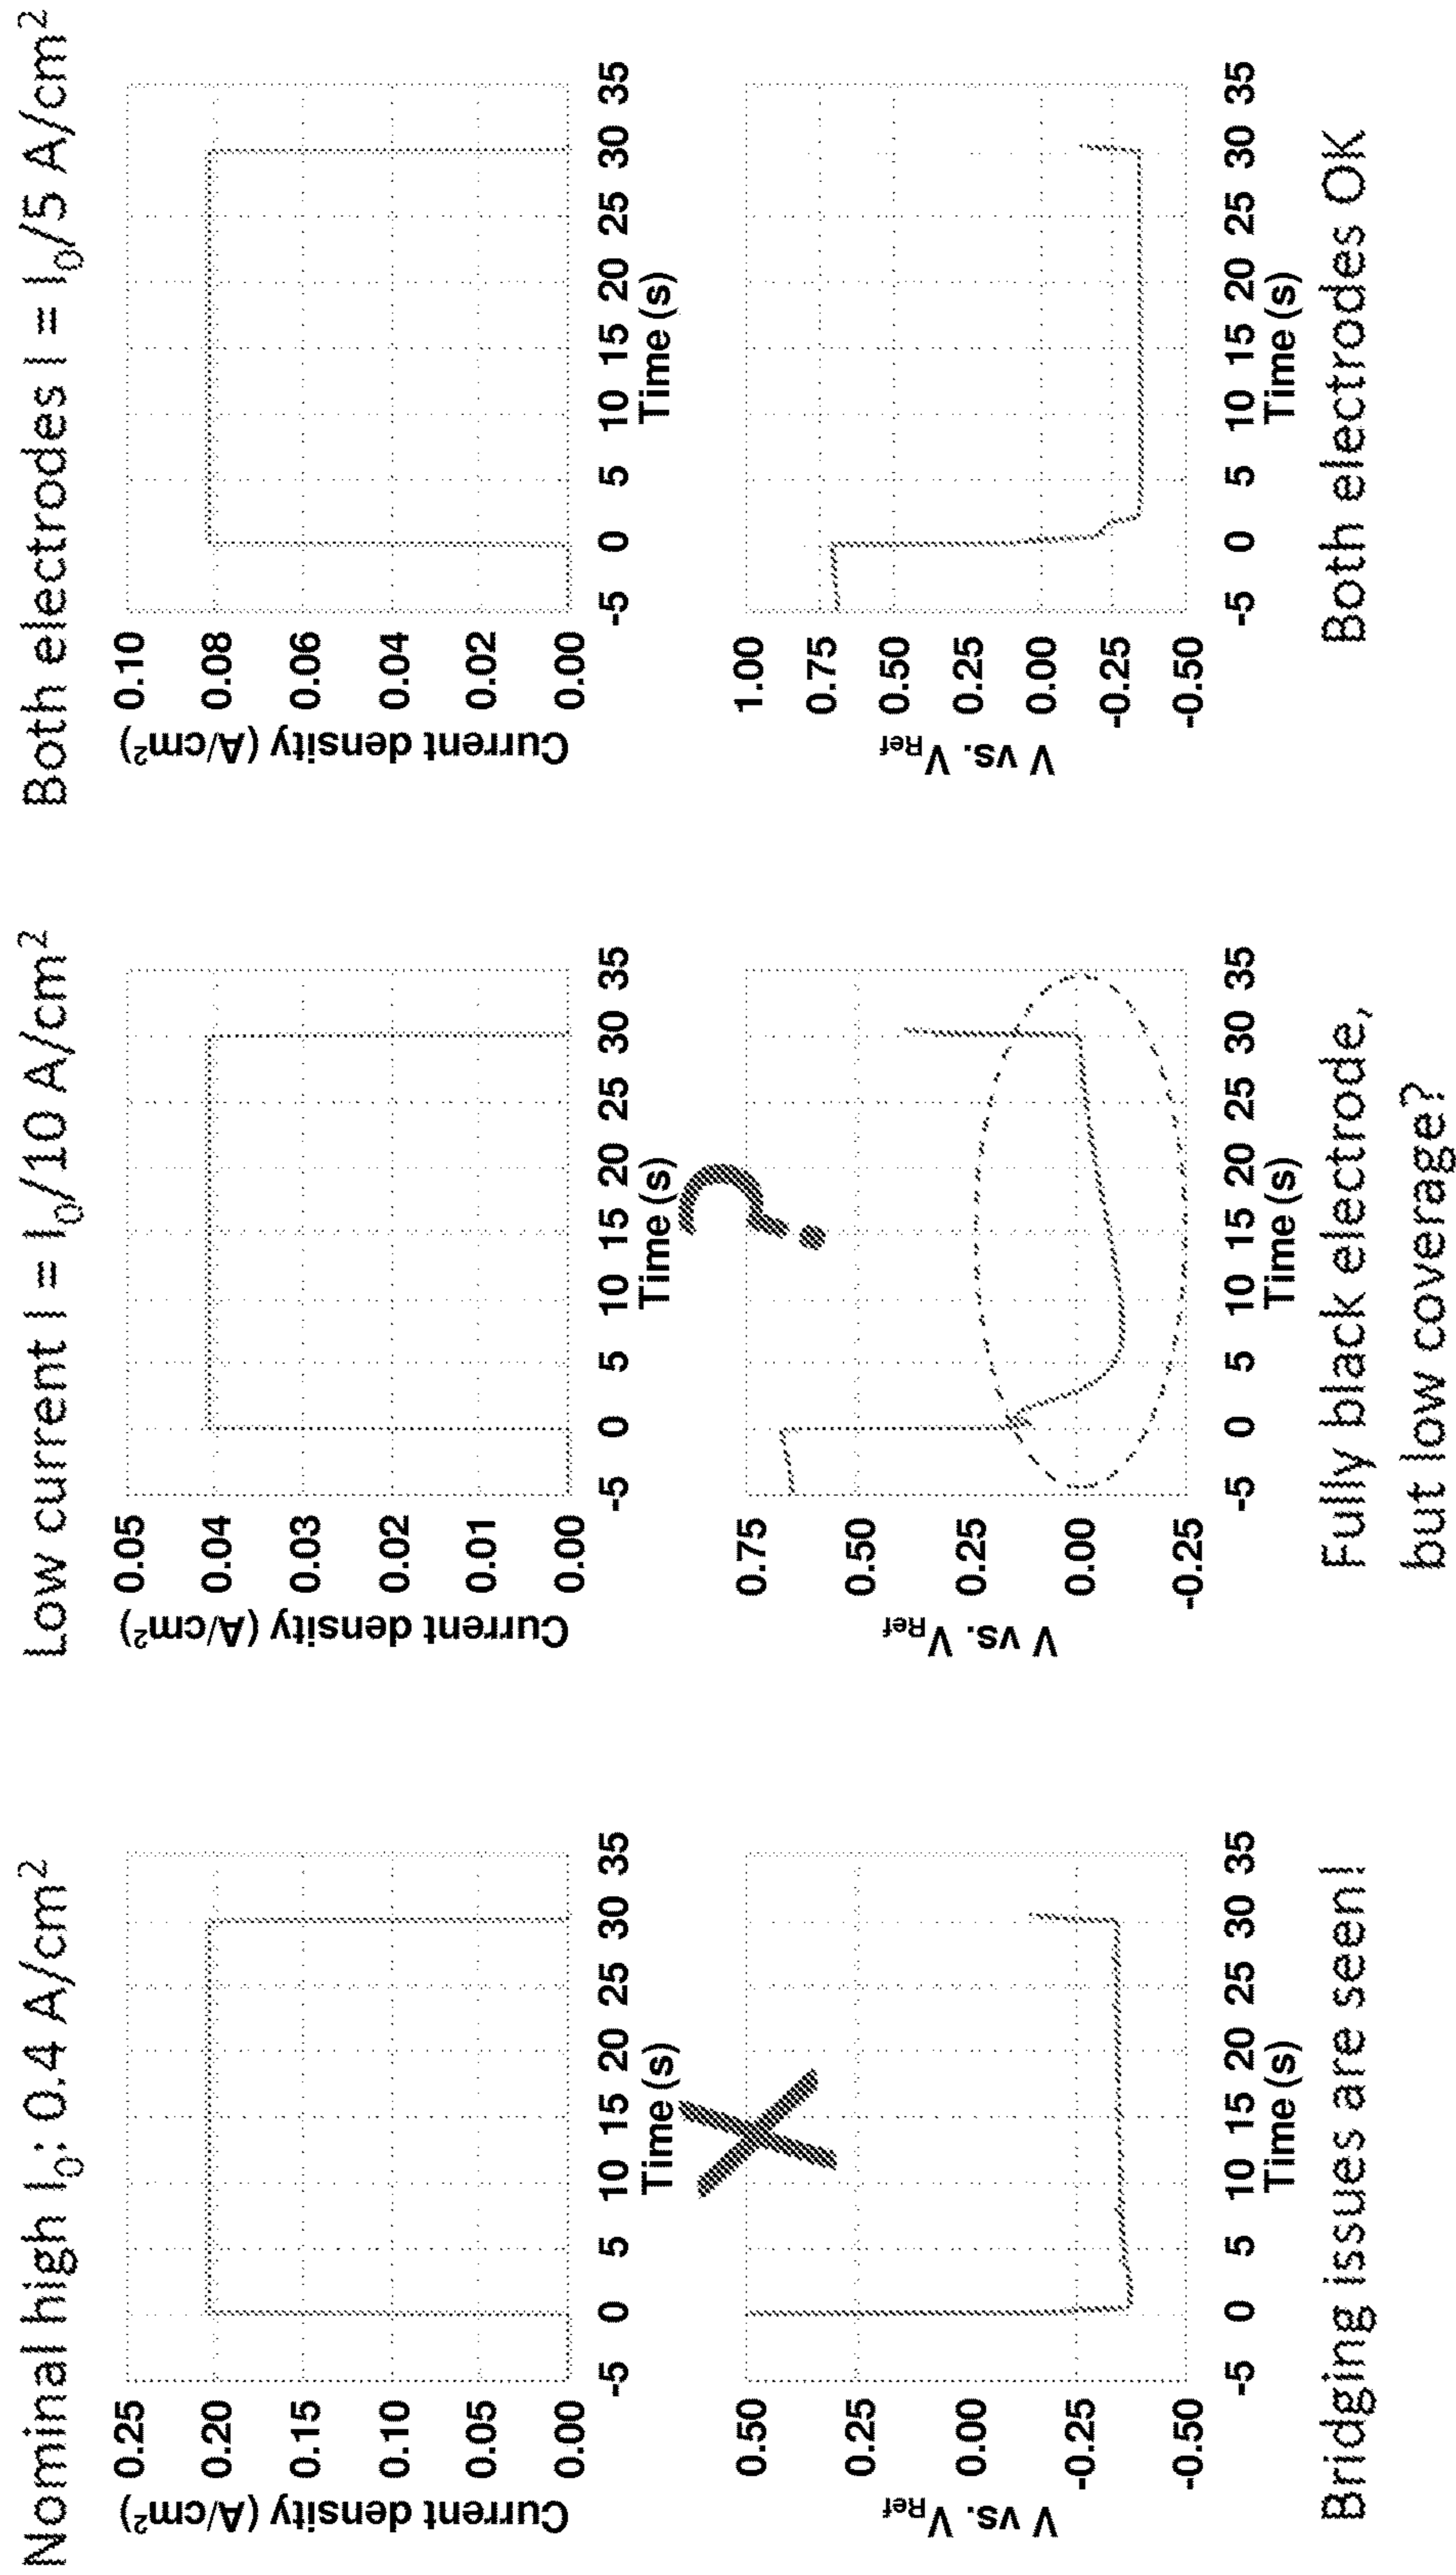 Nominal high I0: 0.4 A/cm2
Current density (A/cm2)
0.25
0.20
0.15
0.10
0.05
0.00
-5 0 5 10 15 20 25 30 35
Time (s)
V vs. VRef
0.50
0.25
0.00
-0.25
-0.50
-5 0 5 10 15 20 25 30 35
Time (s)
Bridging issues are seen!
Low current I = I0/10 A/cm2
Current density (A/cm2)
0.05
0.04
0.03
0.02
0.01
0.00
-5 0 5 10 15 20 25 30 35
Time (s)
?
V vs. VRef
0.75
0.50
0.25
0.00
-0.25
-5 0 5 10 15 20 25 30 35
Time (s)
Fully black electrode,
but low coverage?
Both electrodes I = I0/5 A/cm2
Current density (A/cm2)
0.10
0.08
0.06
0.04
0.02
0.00
-5 0 5 10 15 20 25 30 35
Time (s)
V vs. VRef
1.00
0.75
0.50
0.25
0.00
-0.25
-0.50
-5 0 5 10 15 20 25 30 35
Time (s)
Both electrodes OK